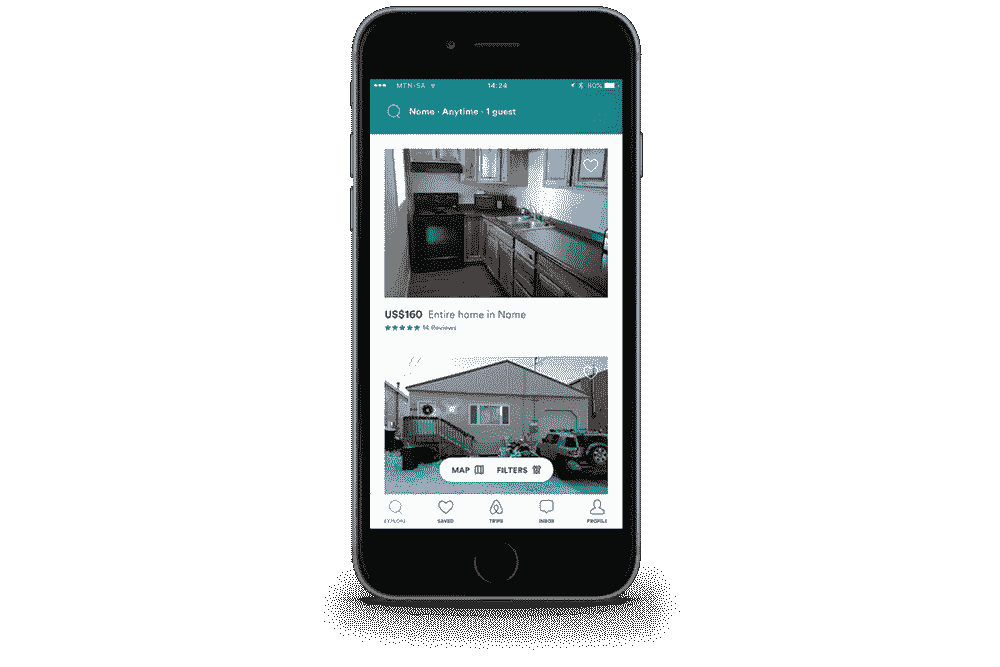 MTN-SA 14:24 80%
Nome · Anytime · 1 guest
US$160 Entire home in Nome
14 Reviews
MAP FILTERS
EXPLORE SAVED TRIPS INBOX PROFILE